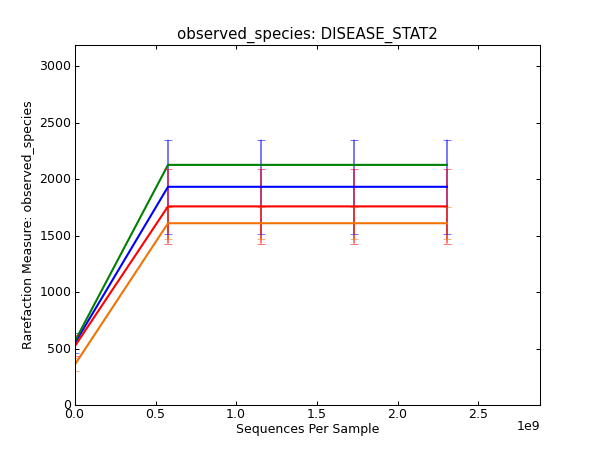 observed_species: DISEASE_STAT2
3000
2500
2000
1500
1000
500
0
Rarefaction Measure: observed_species
0.0 0.5 1.0 1.5 2.0 2.5
Sequences Per Sample
1e9